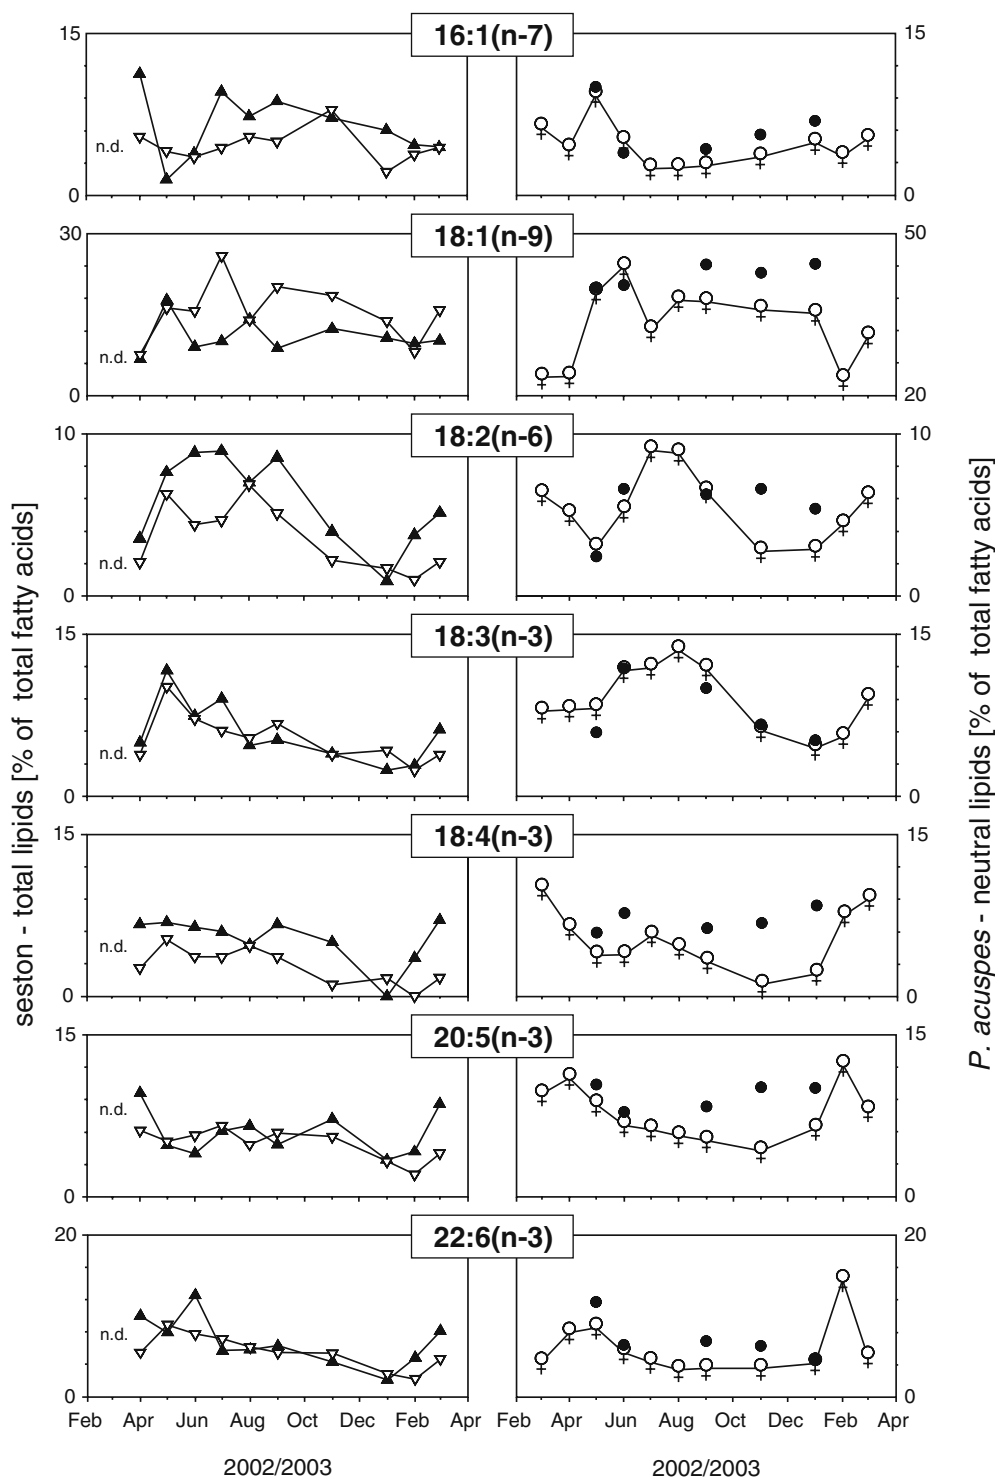 16:1(n-7)
15 15
n.d.
0 0
18:1(n-9)
30 50
n.d.
0 20
18:2(n-6)
10 10
n.d.
0 0
18:3(n-3)
15 15
n.d.
0 0
18:4(n-3)
15 15
n.d.
0 0
20:5(n-3)
15 15
n.d.
0 0
22:6(n-3)
20 20
n.d.
0 0
seston - total lipids [% of total fatty acids]
P. acuspes - neutral lipids [% of total fatty acids]
Feb Apr Jun Aug Oct Dec Feb Apr Feb Apr Jun Aug Oct Dec Feb Apr
2002/2003 2002/2003